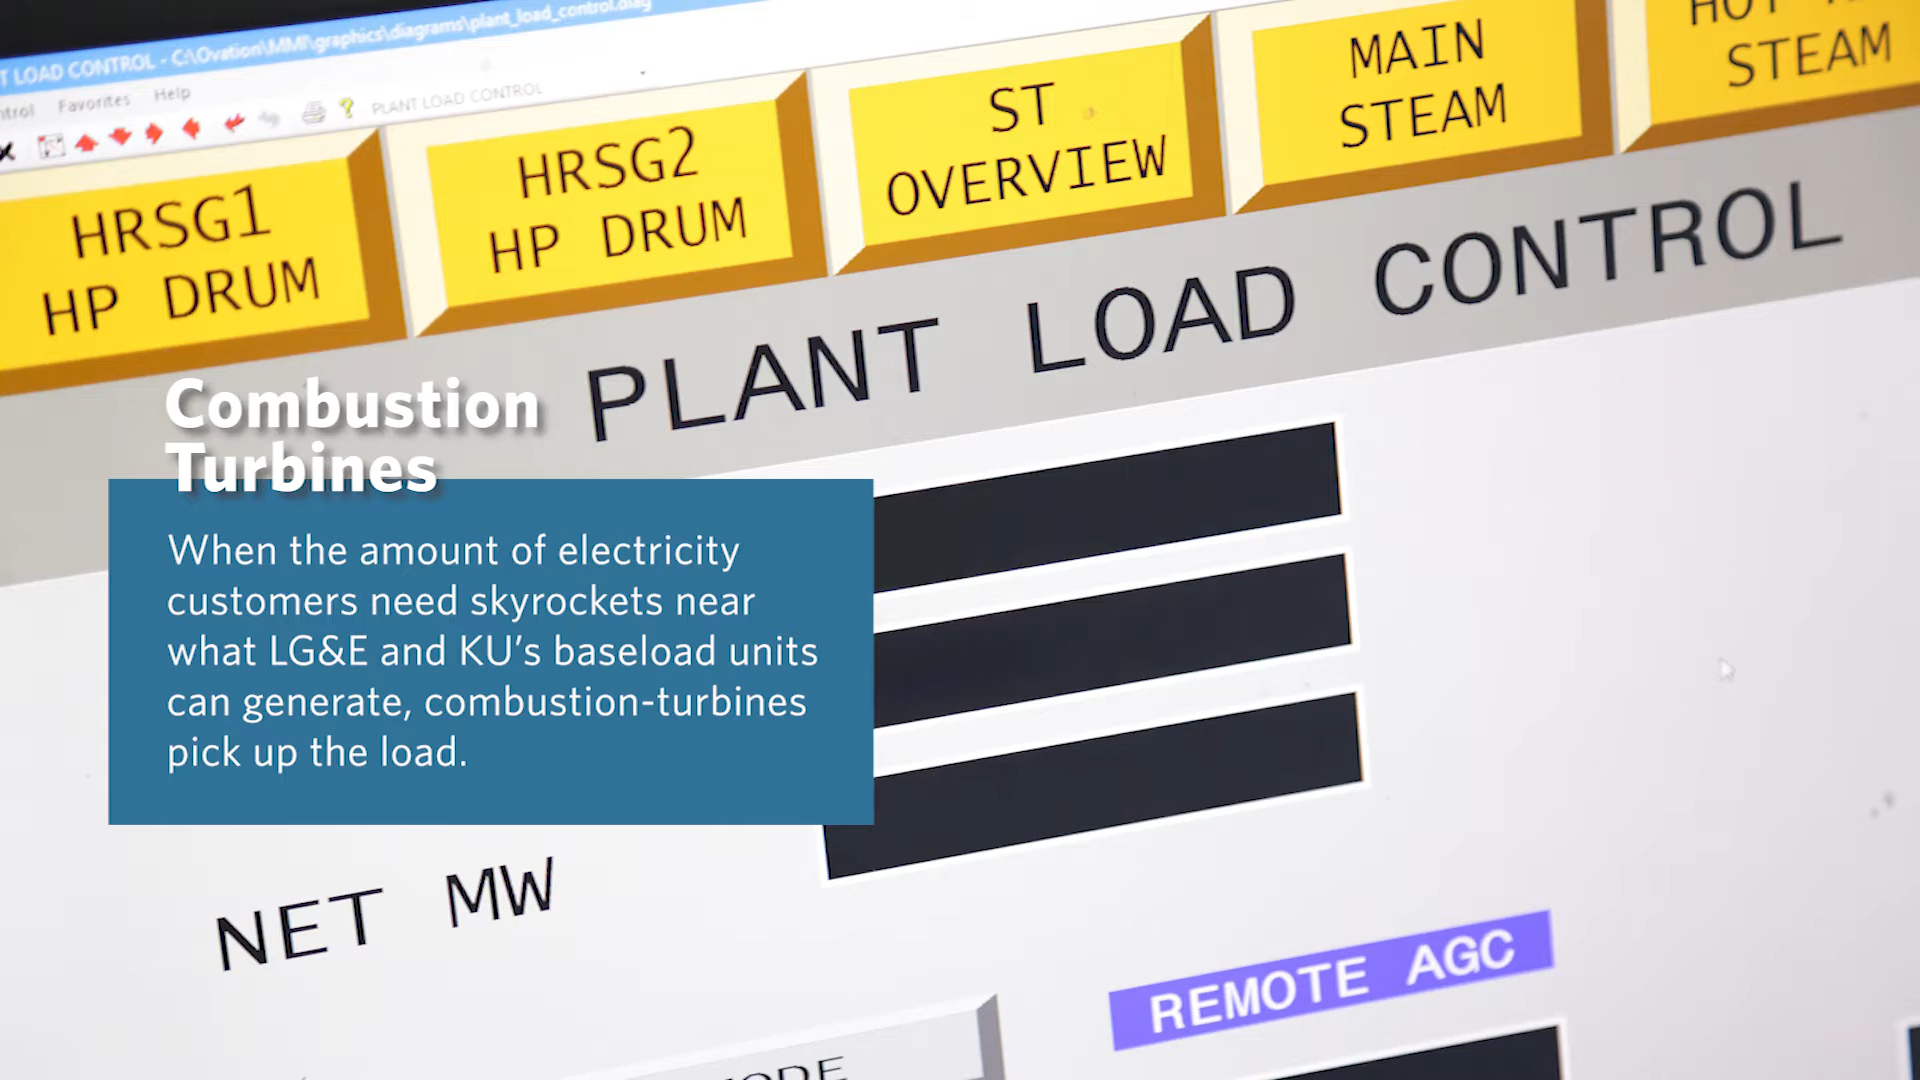 T LOAD CONTROL - C:\Ovation\MMI\graphics\diagrams\plant_load_control.diag
Favorites Help
PLANT LOAD CONTROL
HRSG1
HP DRUM
HRSG2
HP DRUM
ST
OVERVIEW
MAIN
STEAM
STEAM
PLANT LOAD CONTROL
Combustion
Turbines
When the amount of electricity
customers need skyrockets near
what LG&E and KU’s baseload units
can generate, combustion-turbines
pick up the load.
NET MW
REMOTE AGC